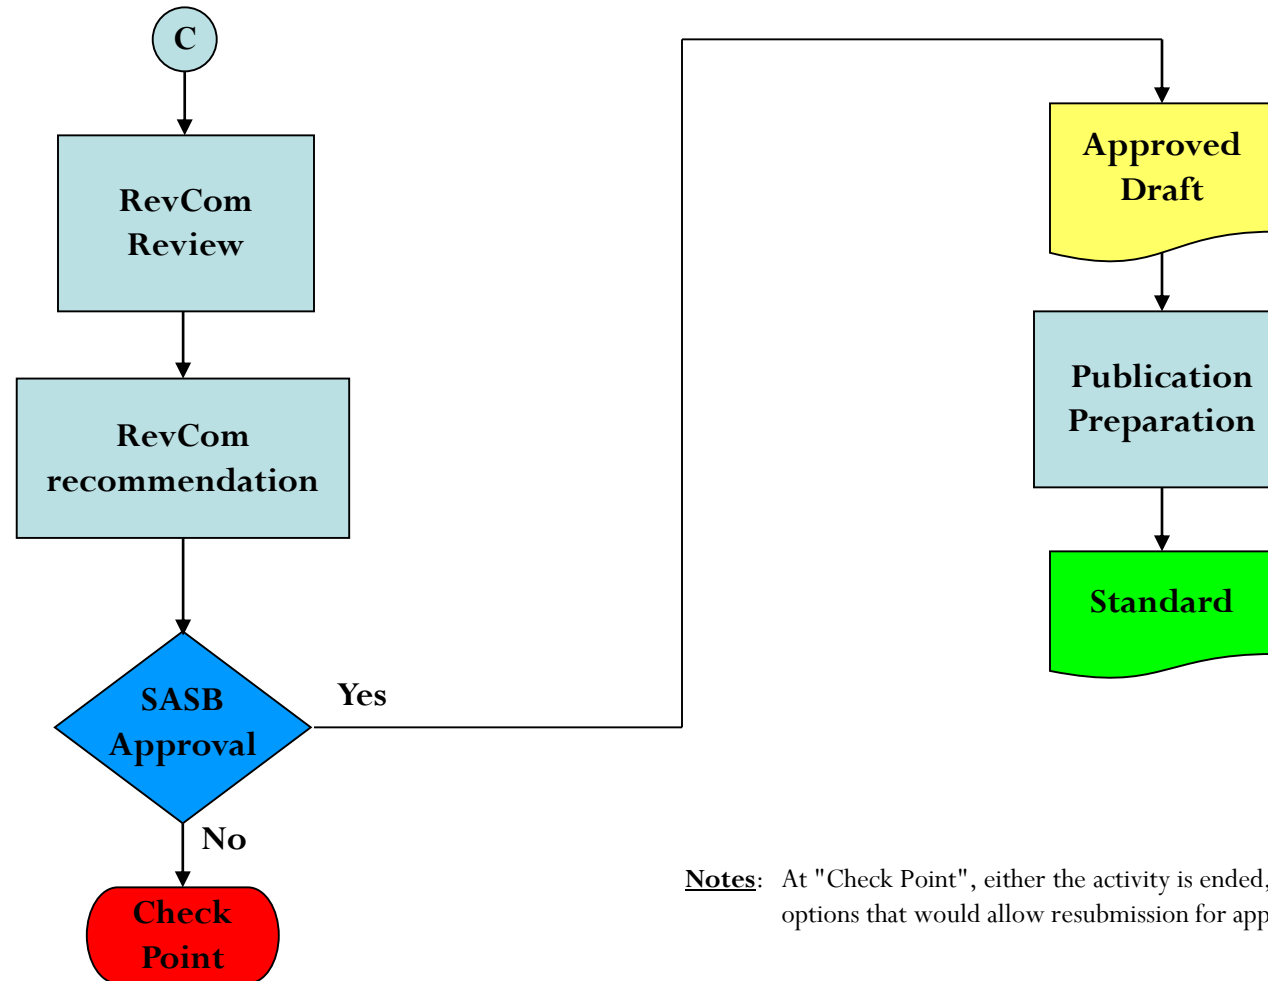 C
RevCom
Review
RevCom
recommendation
SASB
Approval
Yes
No
Check
Point
Approved
Draft
Publication
Preparation
Standard
Notes: At "Check Point", either the activity is ended,
options that would allow resubmission for app